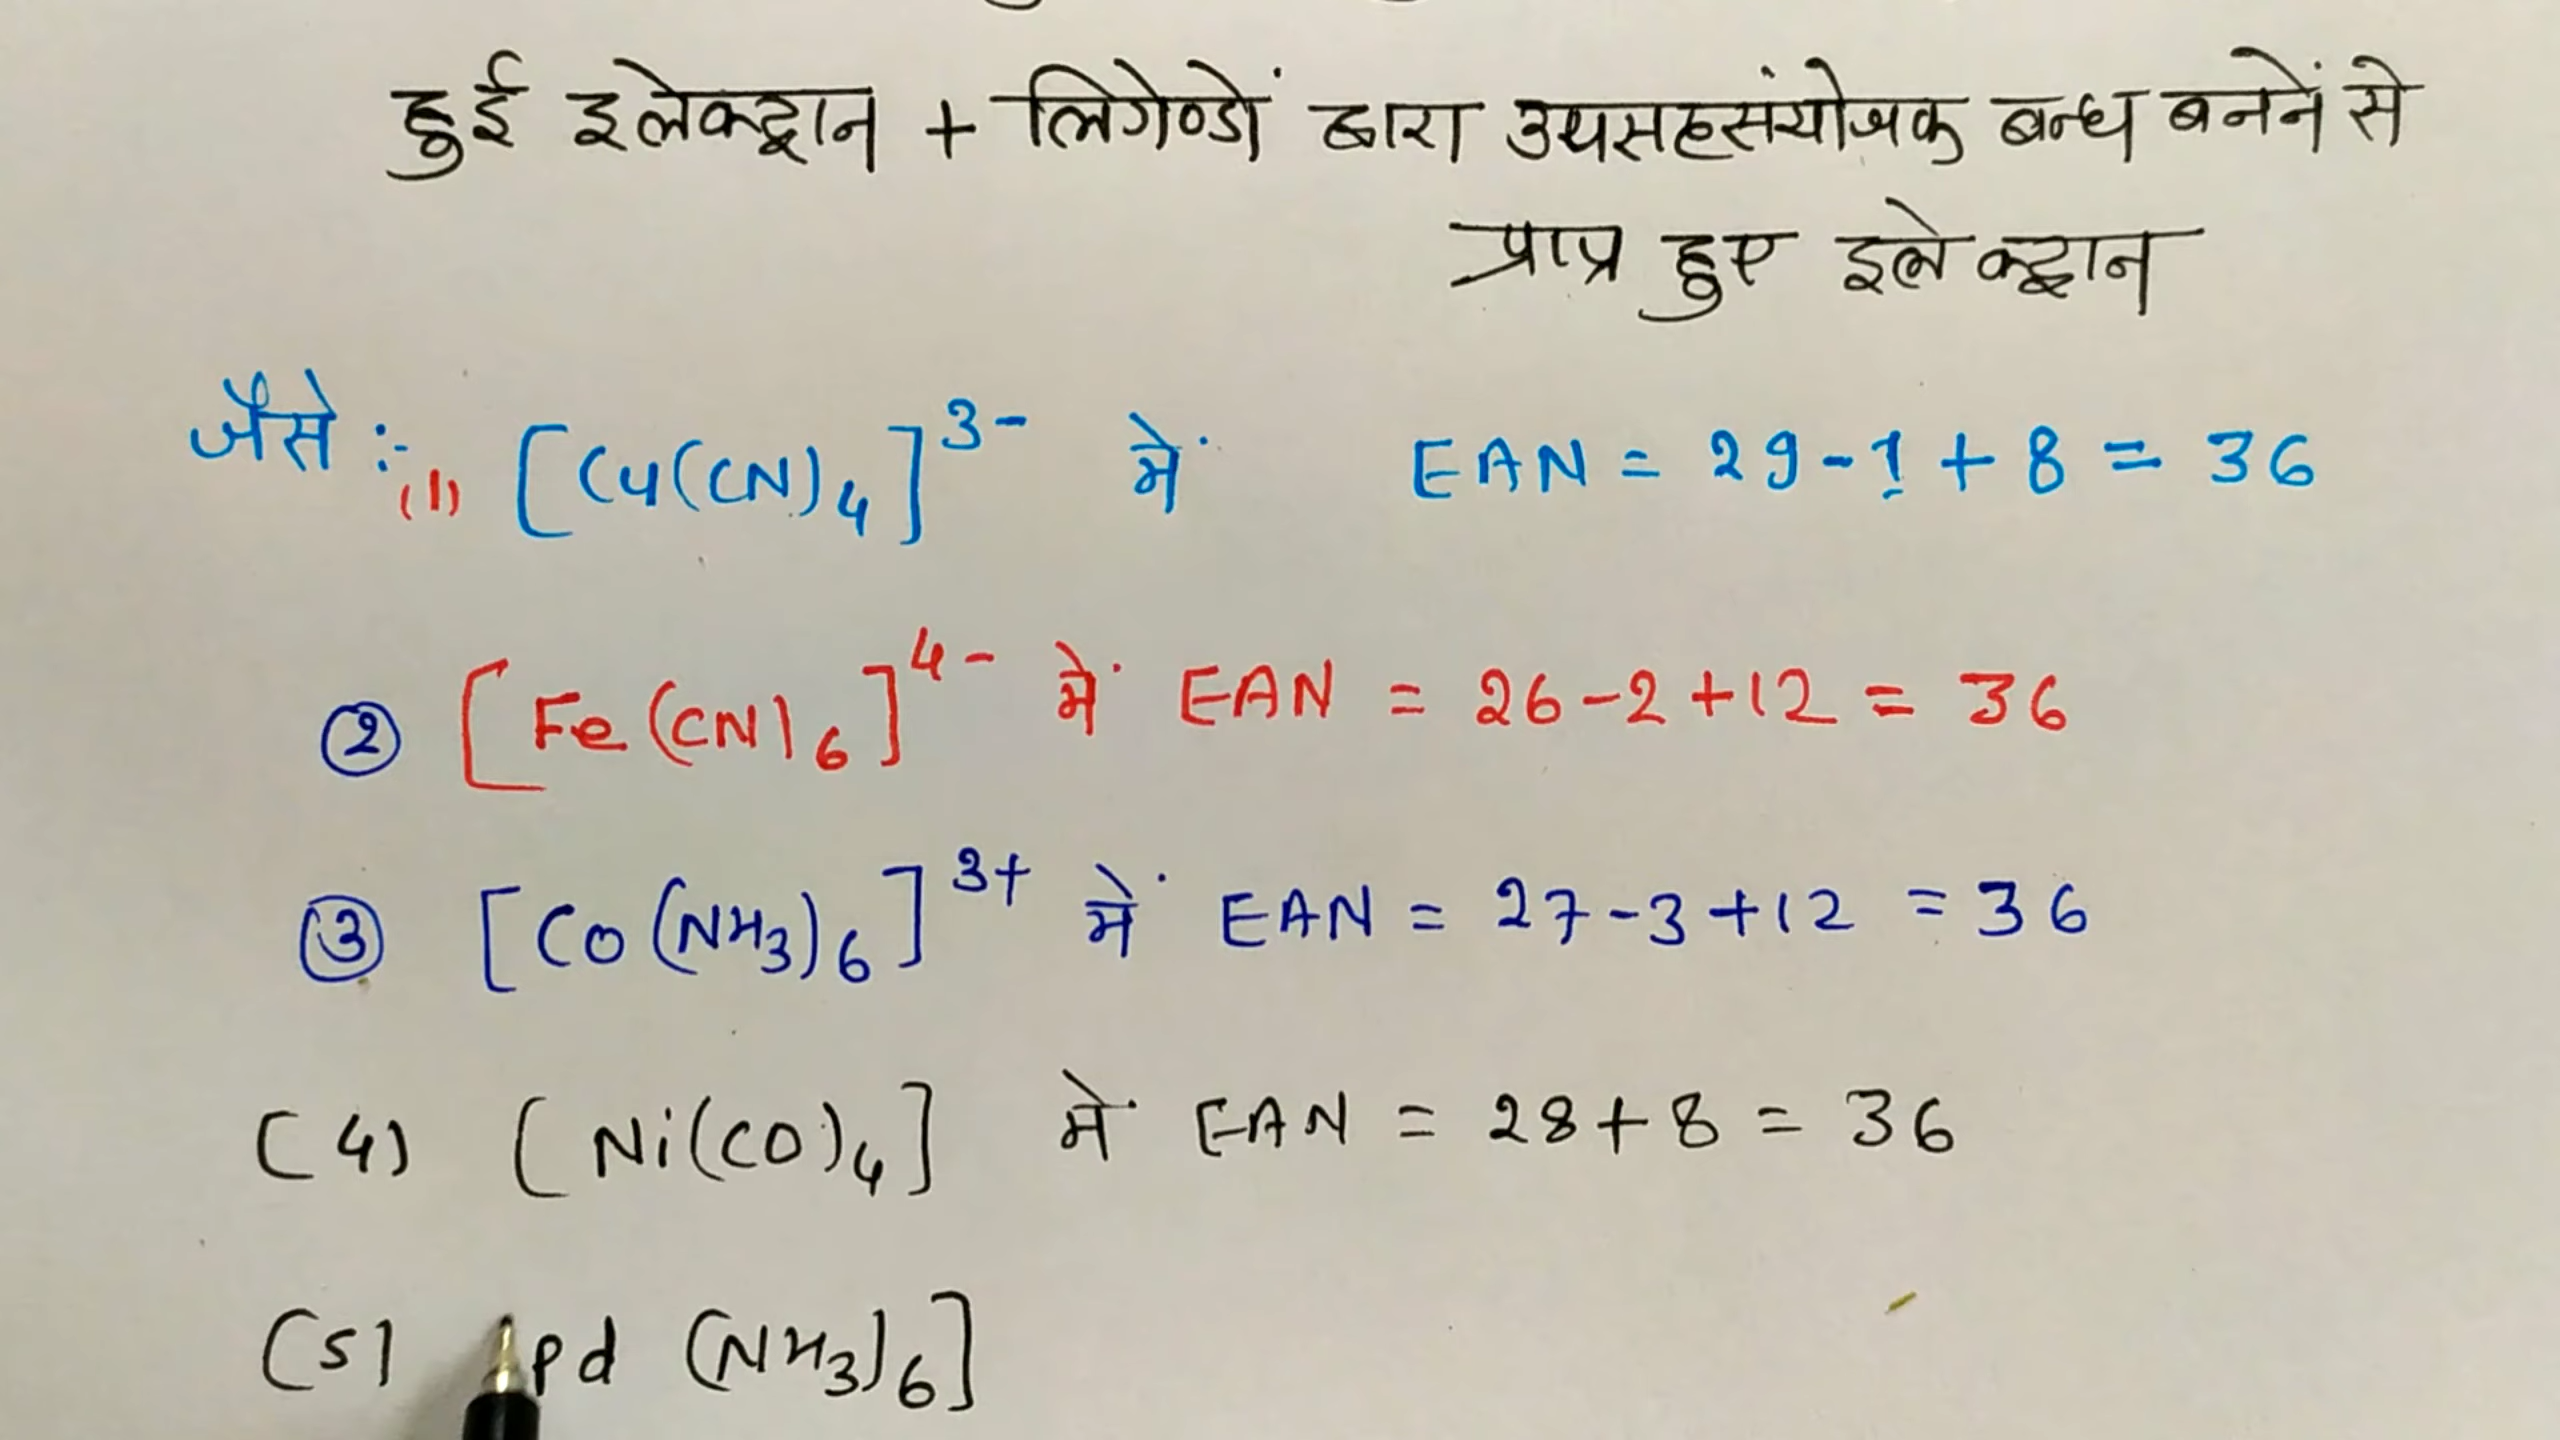 हुई इलेक्ट्रान + लिगेण्डों द्वारा उपसहसंयोजक बन्ध बननें से
प्राप्त हुए इलेक्ट्रान
जैसे :- (1) [Cu(CN)4]3- में EAN = 29-1+8 = 36
② [Fe(CN)6]4- में EAN = 26-2+12 = 36
③ [Co(NH3)6]3+ में EAN = 27-3+12 = 36
(4) [Ni(CO)4] में EAN = 28+8 = 36
(5) Pd (NH3)6]